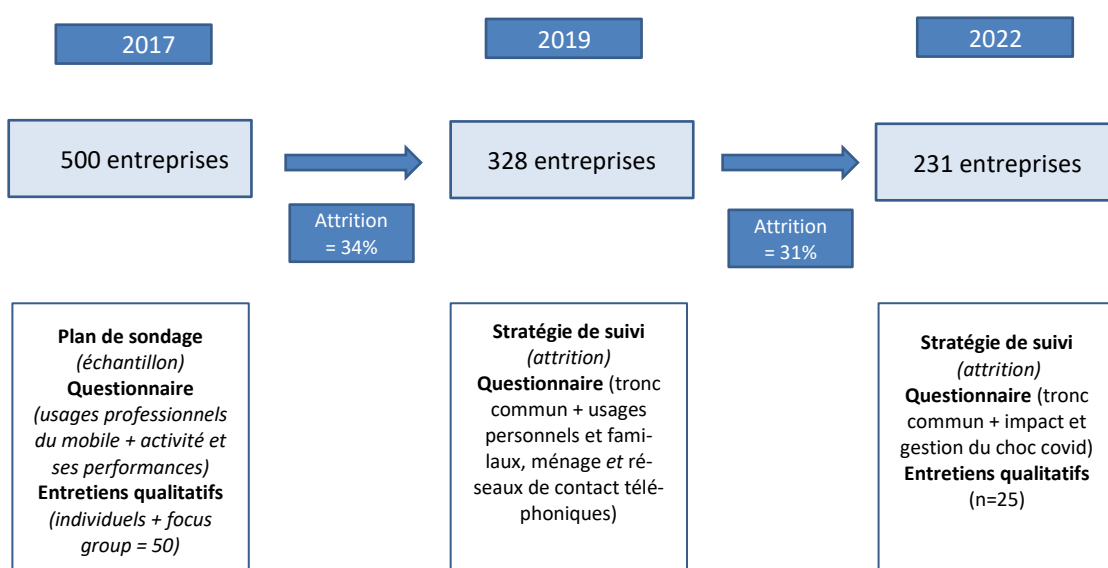 2017
2019
2022
500 entreprises
328 entreprises
231 entreprises
Attrition
= 34%
Attrition
= 31%
Plan de sondage
(échantillon)
Questionnaire
(usages professionnels
du mobile + activité et
ses performances)
Entretiens qualitatifs
(individuels + focus
group = 50)
Stratégie de suivi
(attrition)
Questionnaire (tronc
commun + usages
personnels et fami-
laux, ménage et ré-
seaux de contact télé-
phoniques)
Stratégie de suivi
(attrition)
Questionnaire (tronc
commun + impact et
gestion du choc covid)
Entretiens qualitatifs
(n=25)